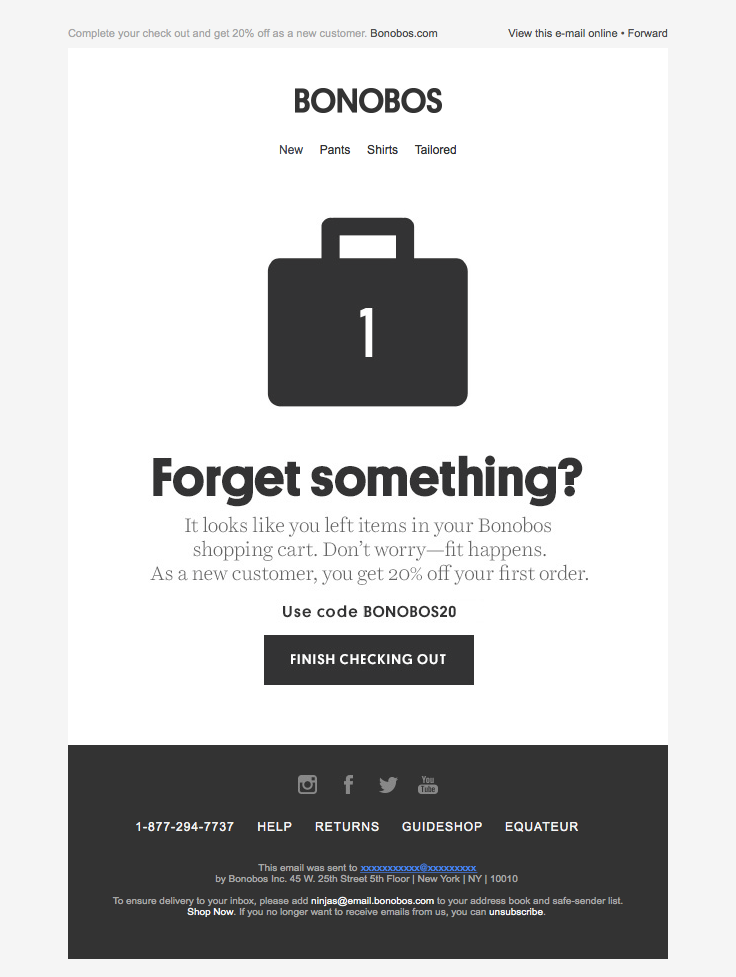 Complete your check out and get 20% off as a new customer. Bonobos.com
View this e-mail online • Forward
BONOBOS
New Pants Shirts Tailored
1
Forget something?
It looks like you left items in your Bonobos
shopping cart. Don’t worry—fit happens.
As a new customer, you get 20% off your first order.
Use code BONOBOS20
FINISH CHECKING OUT
You
Tube
1-877-294-7737 HELP RETURNS GUIDESHOP EQUATEUR
This email was sent to xxxxxxxxxxx@xxxxxxxxx
by Bonobos Inc. 45 W. 25th Street 5th Floor | New York | NY | 10010
To ensure delivery to your inbox, please add ninjas@email.bonobos.com to your address book and safe-sender list.
Shop Now. If you no longer want to receive emails from us, you can unsubscribe.